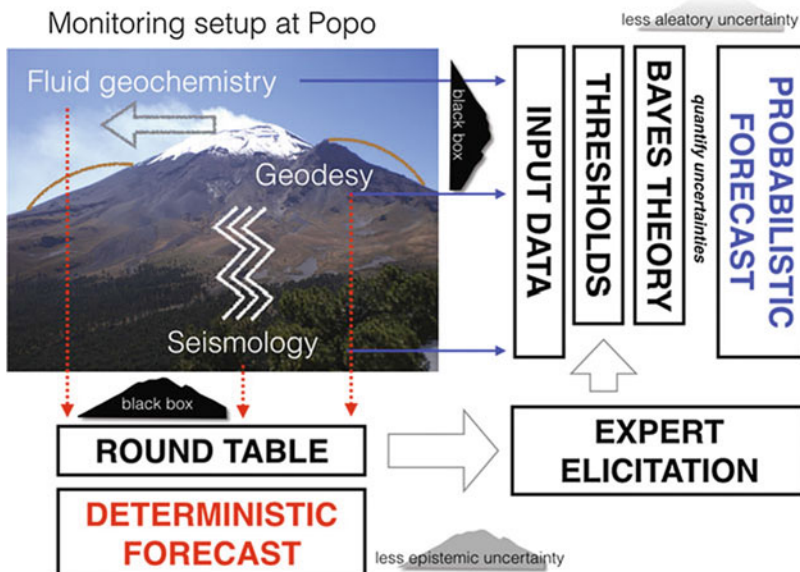 Monitoring setup at Popo
less aleatory uncertainty
Fluid geochemistry
Geodesy
Seismology
black box
INPUT DATA
THRESHOLDS
BAYES THEORY
quantify uncertainties
PROBABILISTIC
FORECAST
black box
ROUND TABLE
EXPERT
ELICITATION
DETERMINISTIC
FORECAST
less epistemic uncertainty